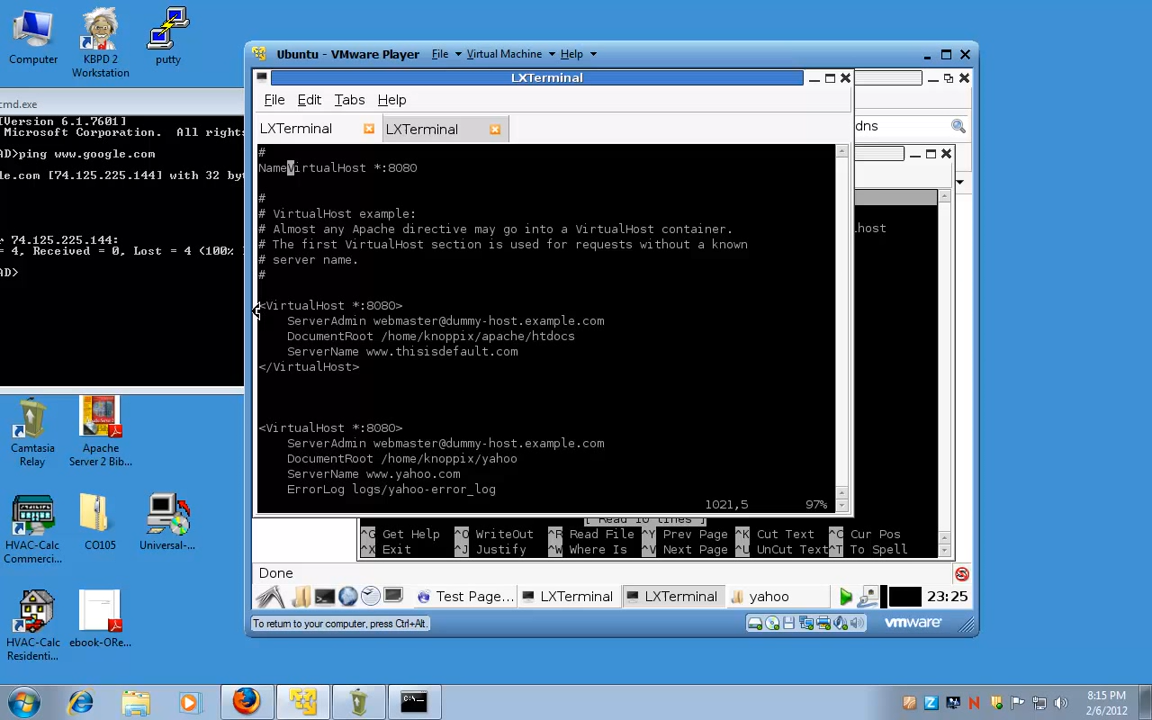 Computer
KBPD 2
Workstation
putty
cmd.exe
[Version 6.1.7601]
Microsoft Corporation.  All rights
AD>ping www.google.com
le.com [74.125.225.144] with 32 by
r 74.125.225.144:
= 4, Received = 0, Lost = 4 (100%
AD>
Camtasia
Relay
Apache
Server 2 Bib...
HVAC-Calc
Commerci...
CO105
Universal-...
HVAC-Calc
Residenti...
ebook-ORe...
Ubuntu - VMware Player
File
Virtual Machine
Help
LXTerminal
File Edit Tabs Help
LXTerminal
LXTerminal
dns
#
NameVirtualHost *:8080
#
# VirtualHost example:
# Almost any Apache directive may go into a VirtualHost container.
# The first VirtualHost section is used for requests without a known
# server name.
#
<VirtualHost *:8080>
ServerAdmin webmaster@dummy-host.example.com
DocumentRoot /home/knoppix/apache/htdocs
ServerName www.thisisdefault.com
</VirtualHost>
<VirtualHost *:8080>
ServerAdmin webmaster@dummy-host.example.com
DocumentRoot /home/knoppix/yahoo
ServerName www.yahoo.com
ErrorLog logs/yahoo-error_log
1021,5 97%
[ Read 10 lines ]
^G Get Help ^O WriteOut ^R Read File ^Y Prev Page ^K Cut Text ^C Cur Pos
^X Exit ^J Justify ^W Where Is ^V Next Page ^U UnCut Text ^T To Spell
Done
Test Page...
LXTerminal
LXTerminal
yahoo
23:25
To return to your computer, press Ctrl+Alt.
vmware
8:15 PM
2/6/2012